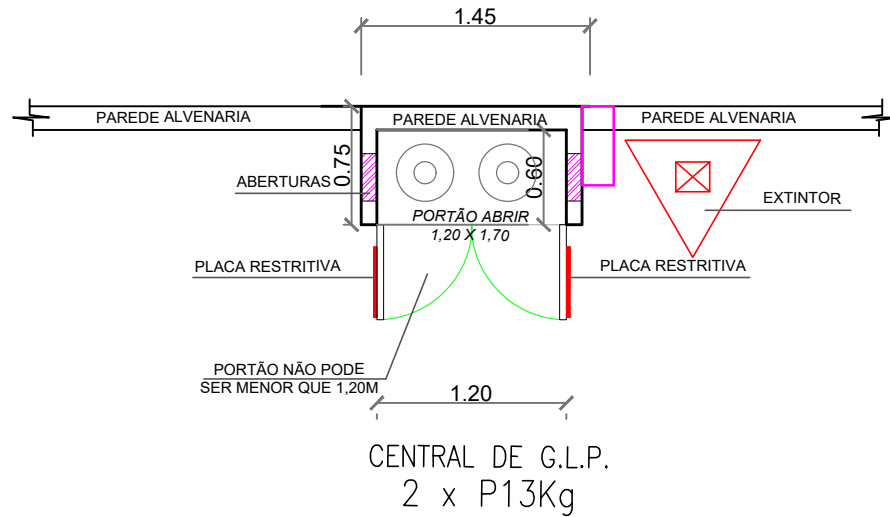 1.45
PAREDE ALVENARIA
PAREDE ALVENARIA
PAREDE ALVENARIA
0.75
0.60
ABERTURAS
EXTINTOR
PORTÃO ABRIR
1,20 X 1,70
PLACA RESTRITIVA
PLACA RESTRITIVA
PORTÃO NÃO PODE
SER MENOR QUE 1,20M
1.20
CENTRAL DE G.L.P.
2 x P13Kg